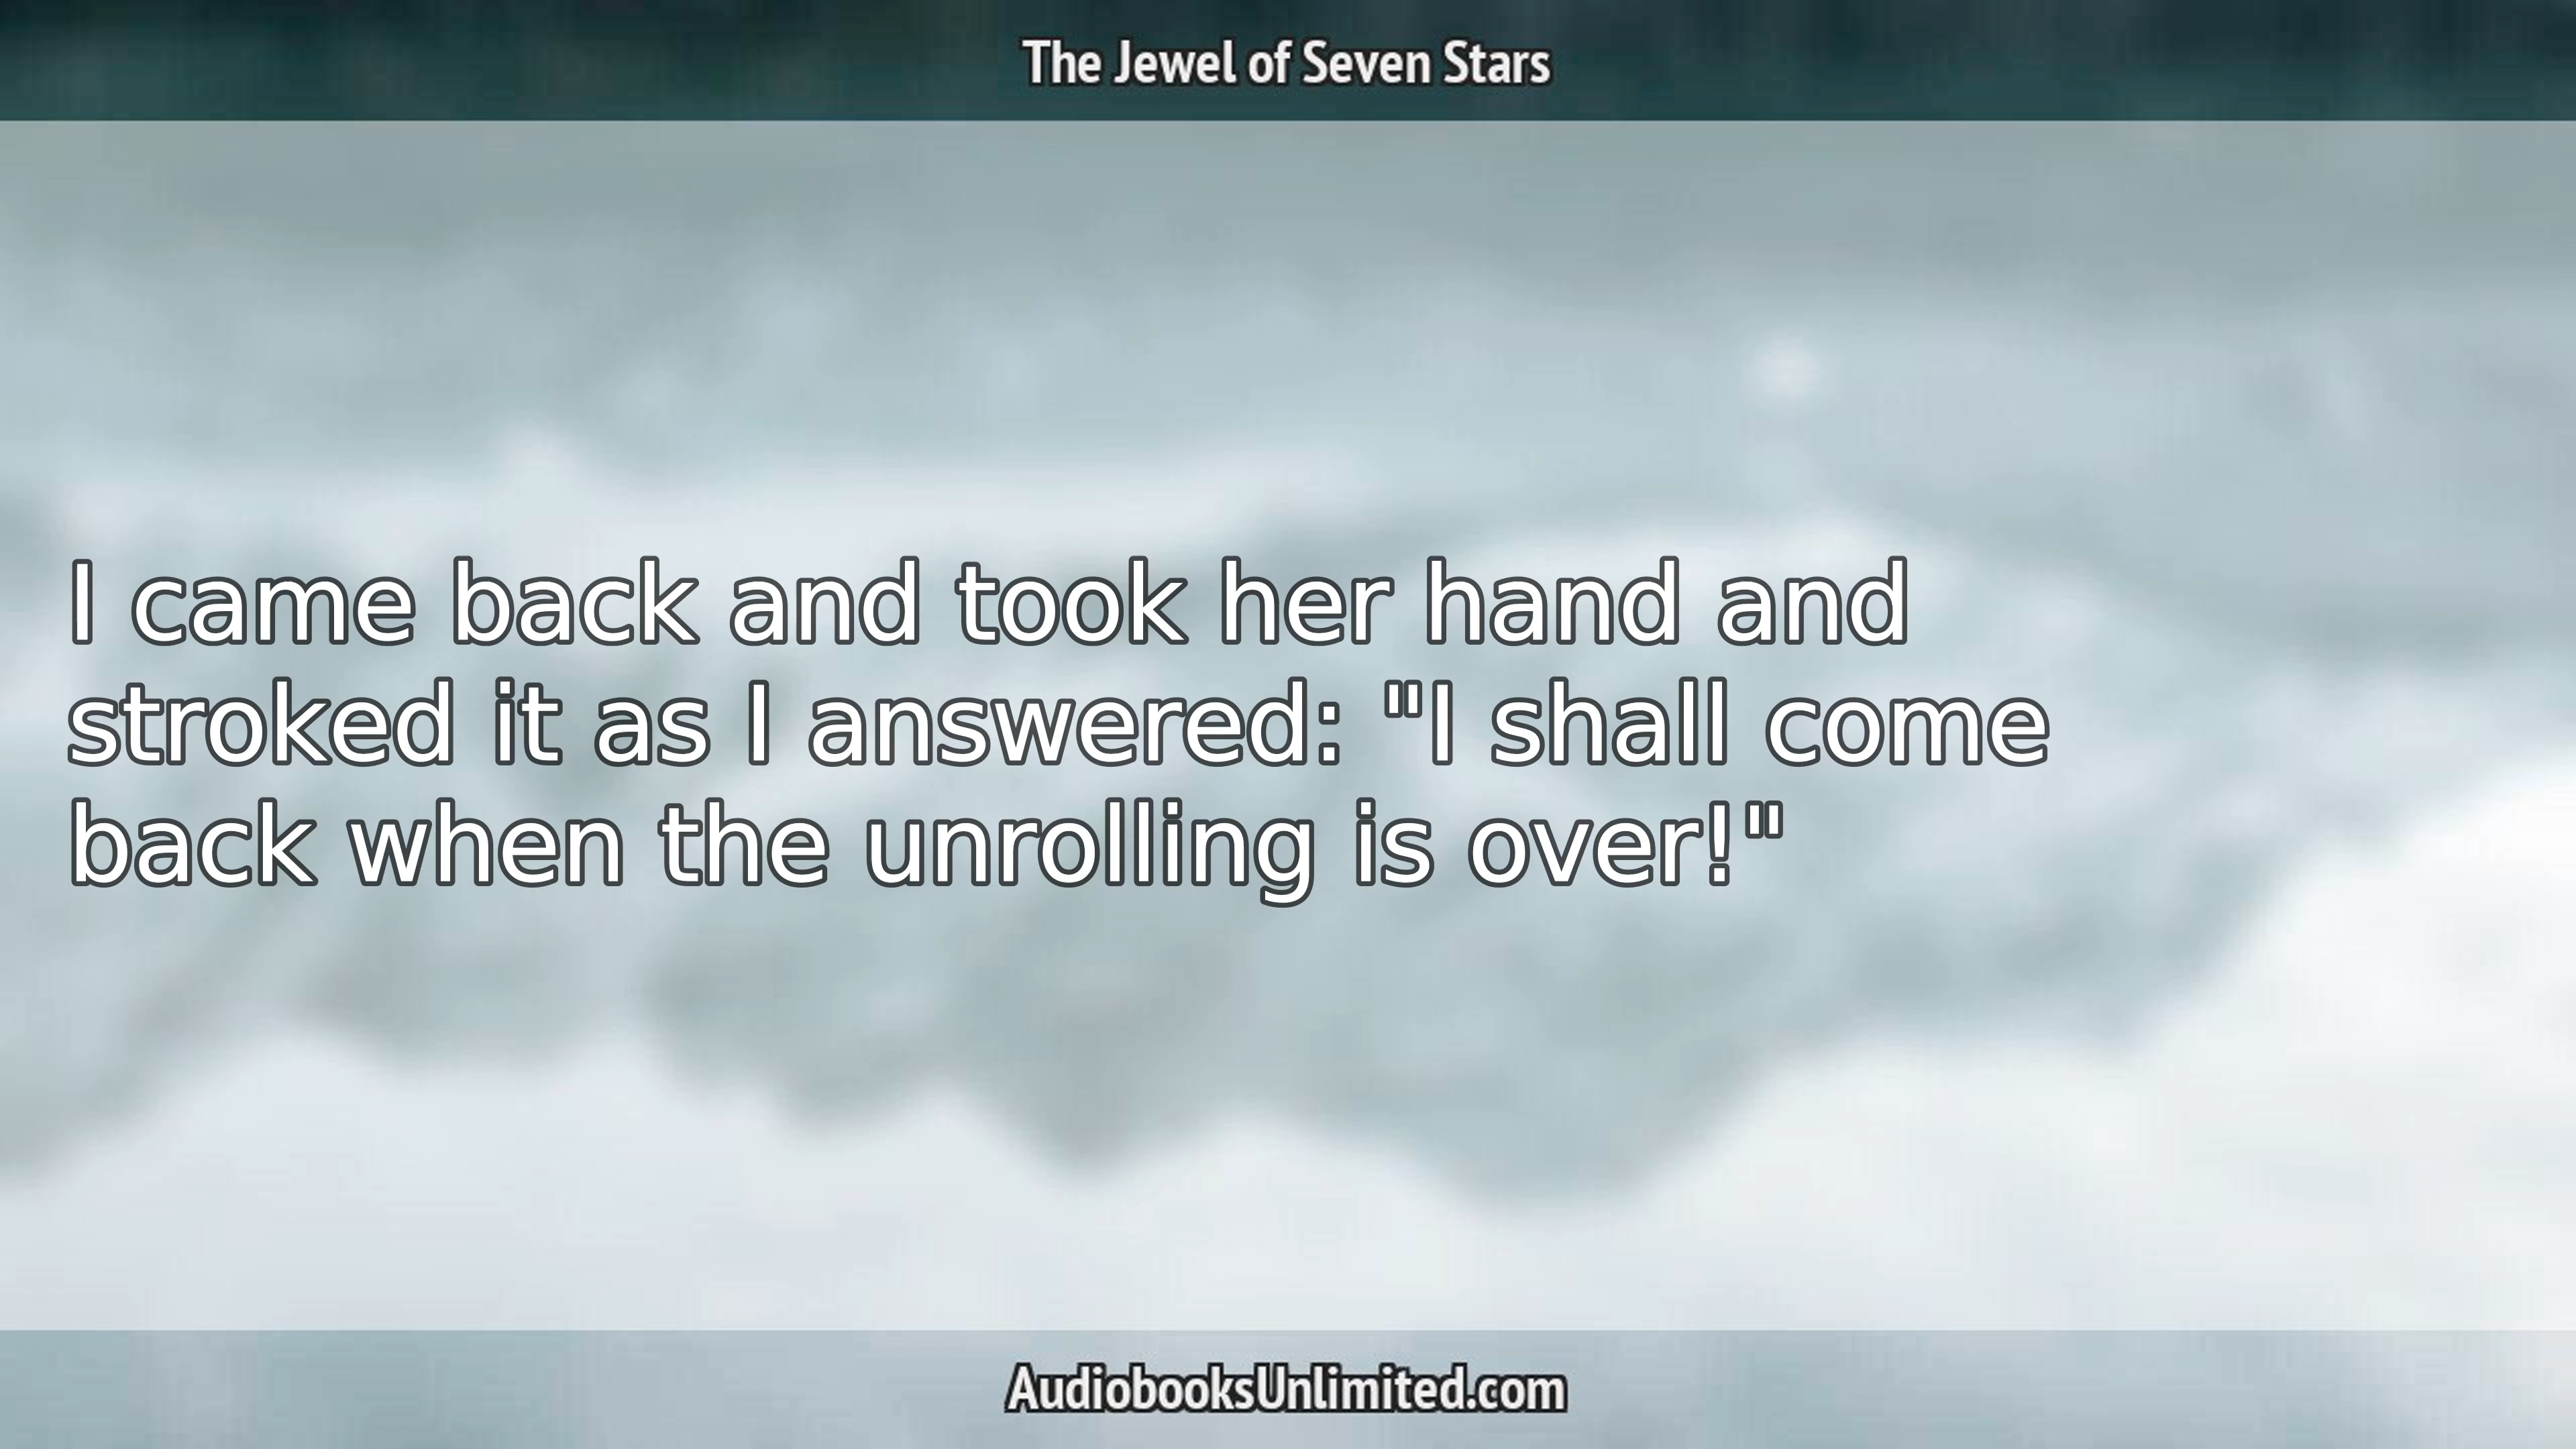 The Jewel of Seven Stars
I came back and took her hand and
stroked it as I answered: "I shall come
back when the unrolling is over!"
AudiobooksUnlimited.com